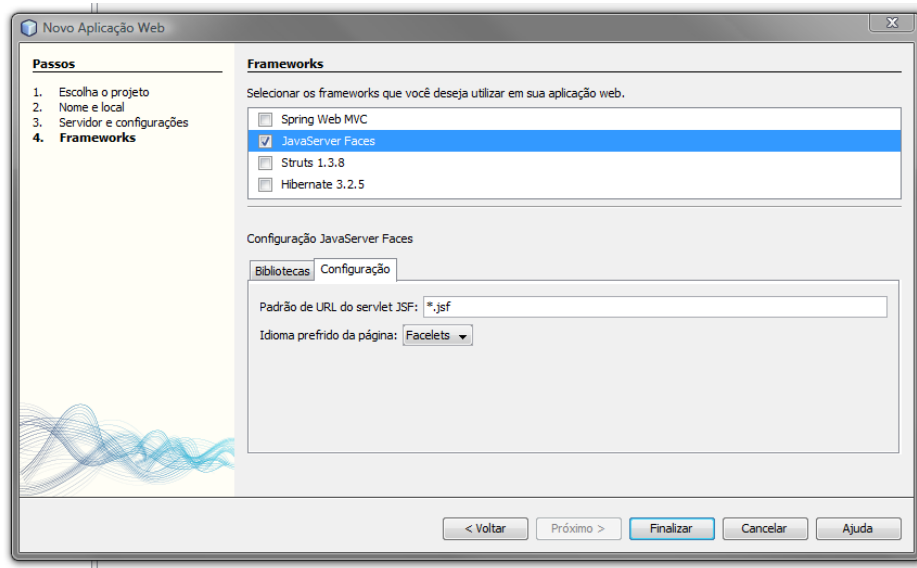 Novo Aplicação Web
Passos
1. Escolha o projeto
2. Nome e local
3. Servidor e configurações
4. Frameworks
Frameworks
Selecionar os frameworks que você deseja utilizar em sua aplicação web.
Spring Web MVC
JavaServer Faces
Struts 1.3.8
Hibernate 3.2.5
Configuração JavaServer Faces
Bibliotecas Configuração
Padrão de URL do servlet JSF: *.jsf
Idioma prefrido da página: Facelets
< Voltar Próximo > Finalizar Cancelar Ajuda